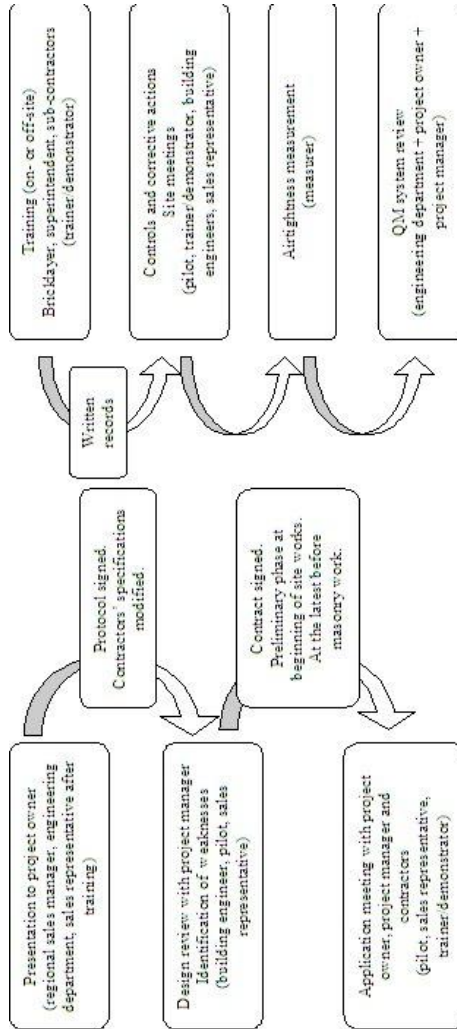 Presentation to project owner
(regional sales manager, engineering
department, sales representative after
training)
Protocol signed.
Contractors' specifications
modified.
Design review with project manager
Identification of weaknesses
(building engineer, pilot, sales
representative)
Contract signed.
Preliminary phase at
beginning of site works.
At the latest before
masonry work.
Application meeting with project
owner, project manager and
contractors
(pilot, sales representative,
trainer/demonstrator)
Training (on- or off-site)
Bricklayer, superintendent, sub-contractors
(trainer/demonstrator)
Written
records
Controls and corrective actions
Site meetings
(pilot, trainer/demonstrator, building
engineers, sales representative)
Airtightness measurement
(measurer)
QM system review
(engineering department + project owner +
project manager)